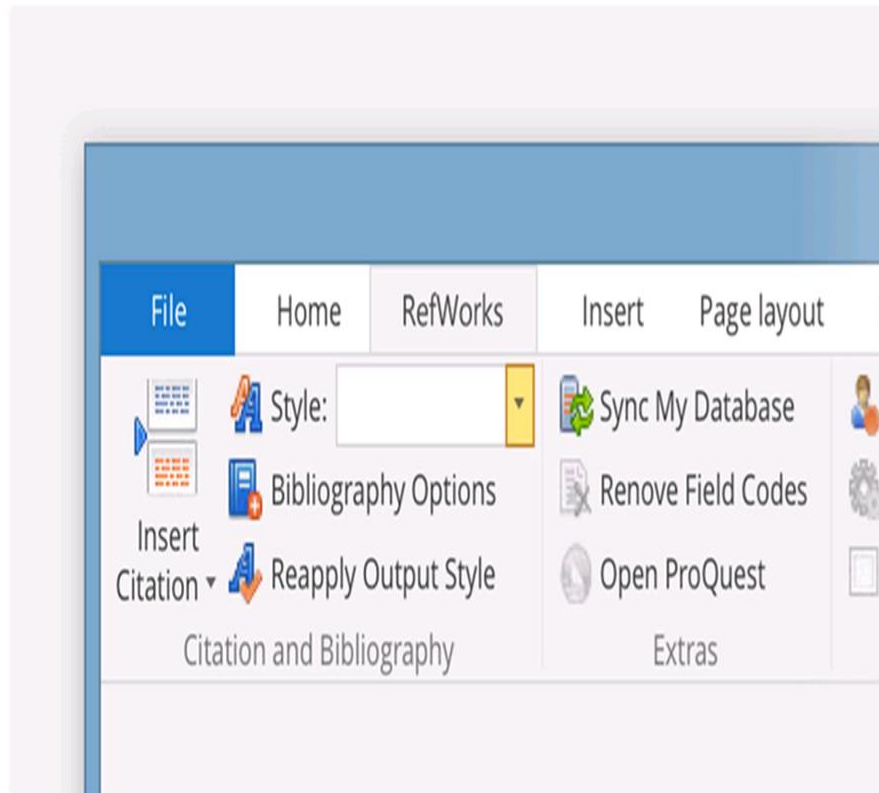 File Home RefWorks Insert Page layout
Style:
Bibliography Options
Reapply Output Style
Insert
Citation
Citation and Bibliography
Sync My Database
Renove Field Codes
Open ProQuest
Extras